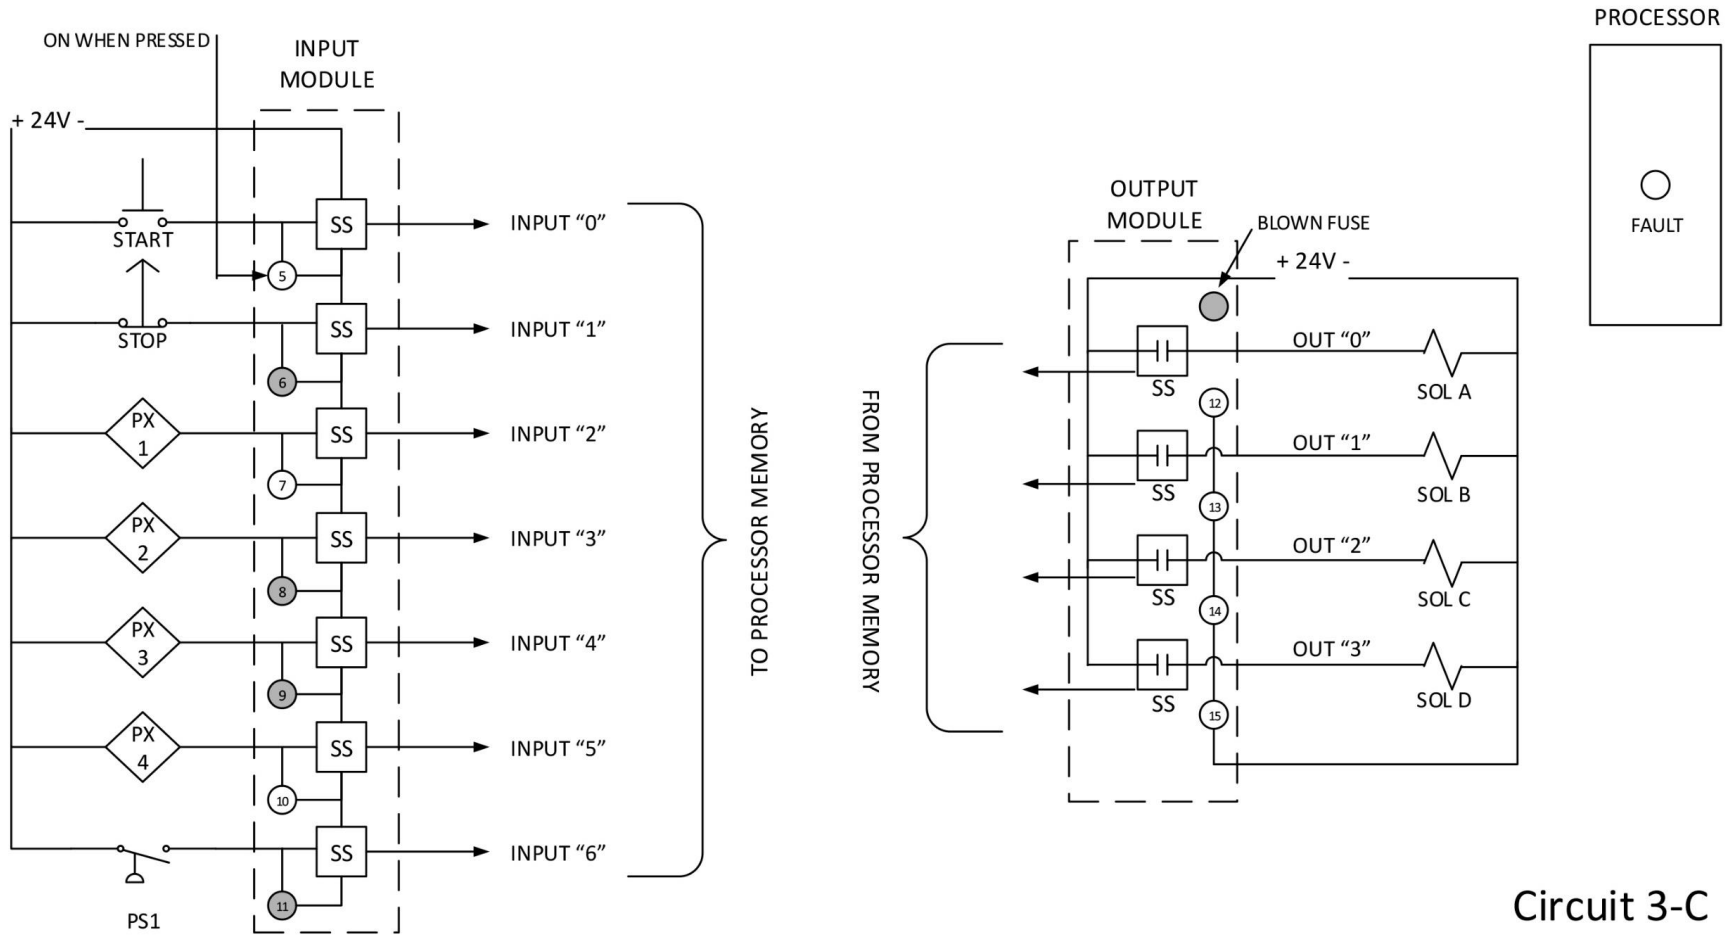 PROCESSOR
ON WHEN PRESSED
INPUT
MODULE
+ 24V -
START
STOP
PX
1
PX
2
PX
3
PX
4
PS1
SS
SS
SS
SS
SS
SS
SS
5
6
7
8
9
10
11
INPUT “0”
INPUT “1”
INPUT “2”
INPUT “3”
INPUT “4”
INPUT “5”
INPUT “6”
TO PROCESSOR MEMORY
FROM PROCESSOR MEMORY
OUTPUT
MODULE
BLOWN FUSE
+ 24V -
SS
SS
SS
SS
12
13
14
15
OUT “0”
OUT “1”
OUT “2”
OUT “3”
SOL A
SOL B
SOL C
SOL D
FAULT
Circuit 3-C